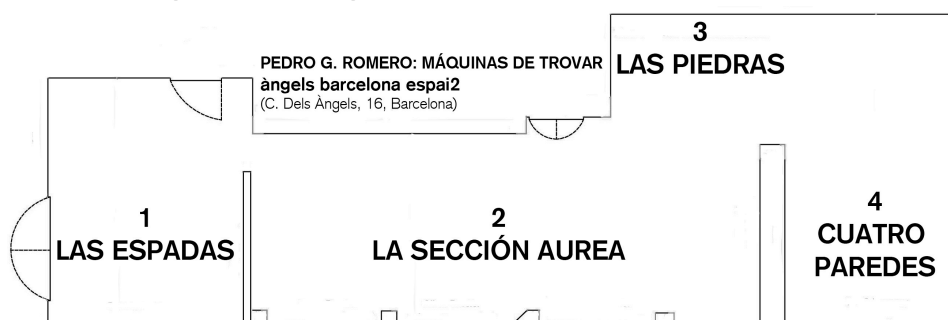 3
PEDRO G. ROMERO: MÁQUINAS DE TROVAR
LAS PIEDRAS
àngels barcelona espai2
(C. Dels Àngels, 16, Barcelona)
1
LAS ESPADAS
2
LA SECCIÓN AUREA
4
CUATRO
PAREDES